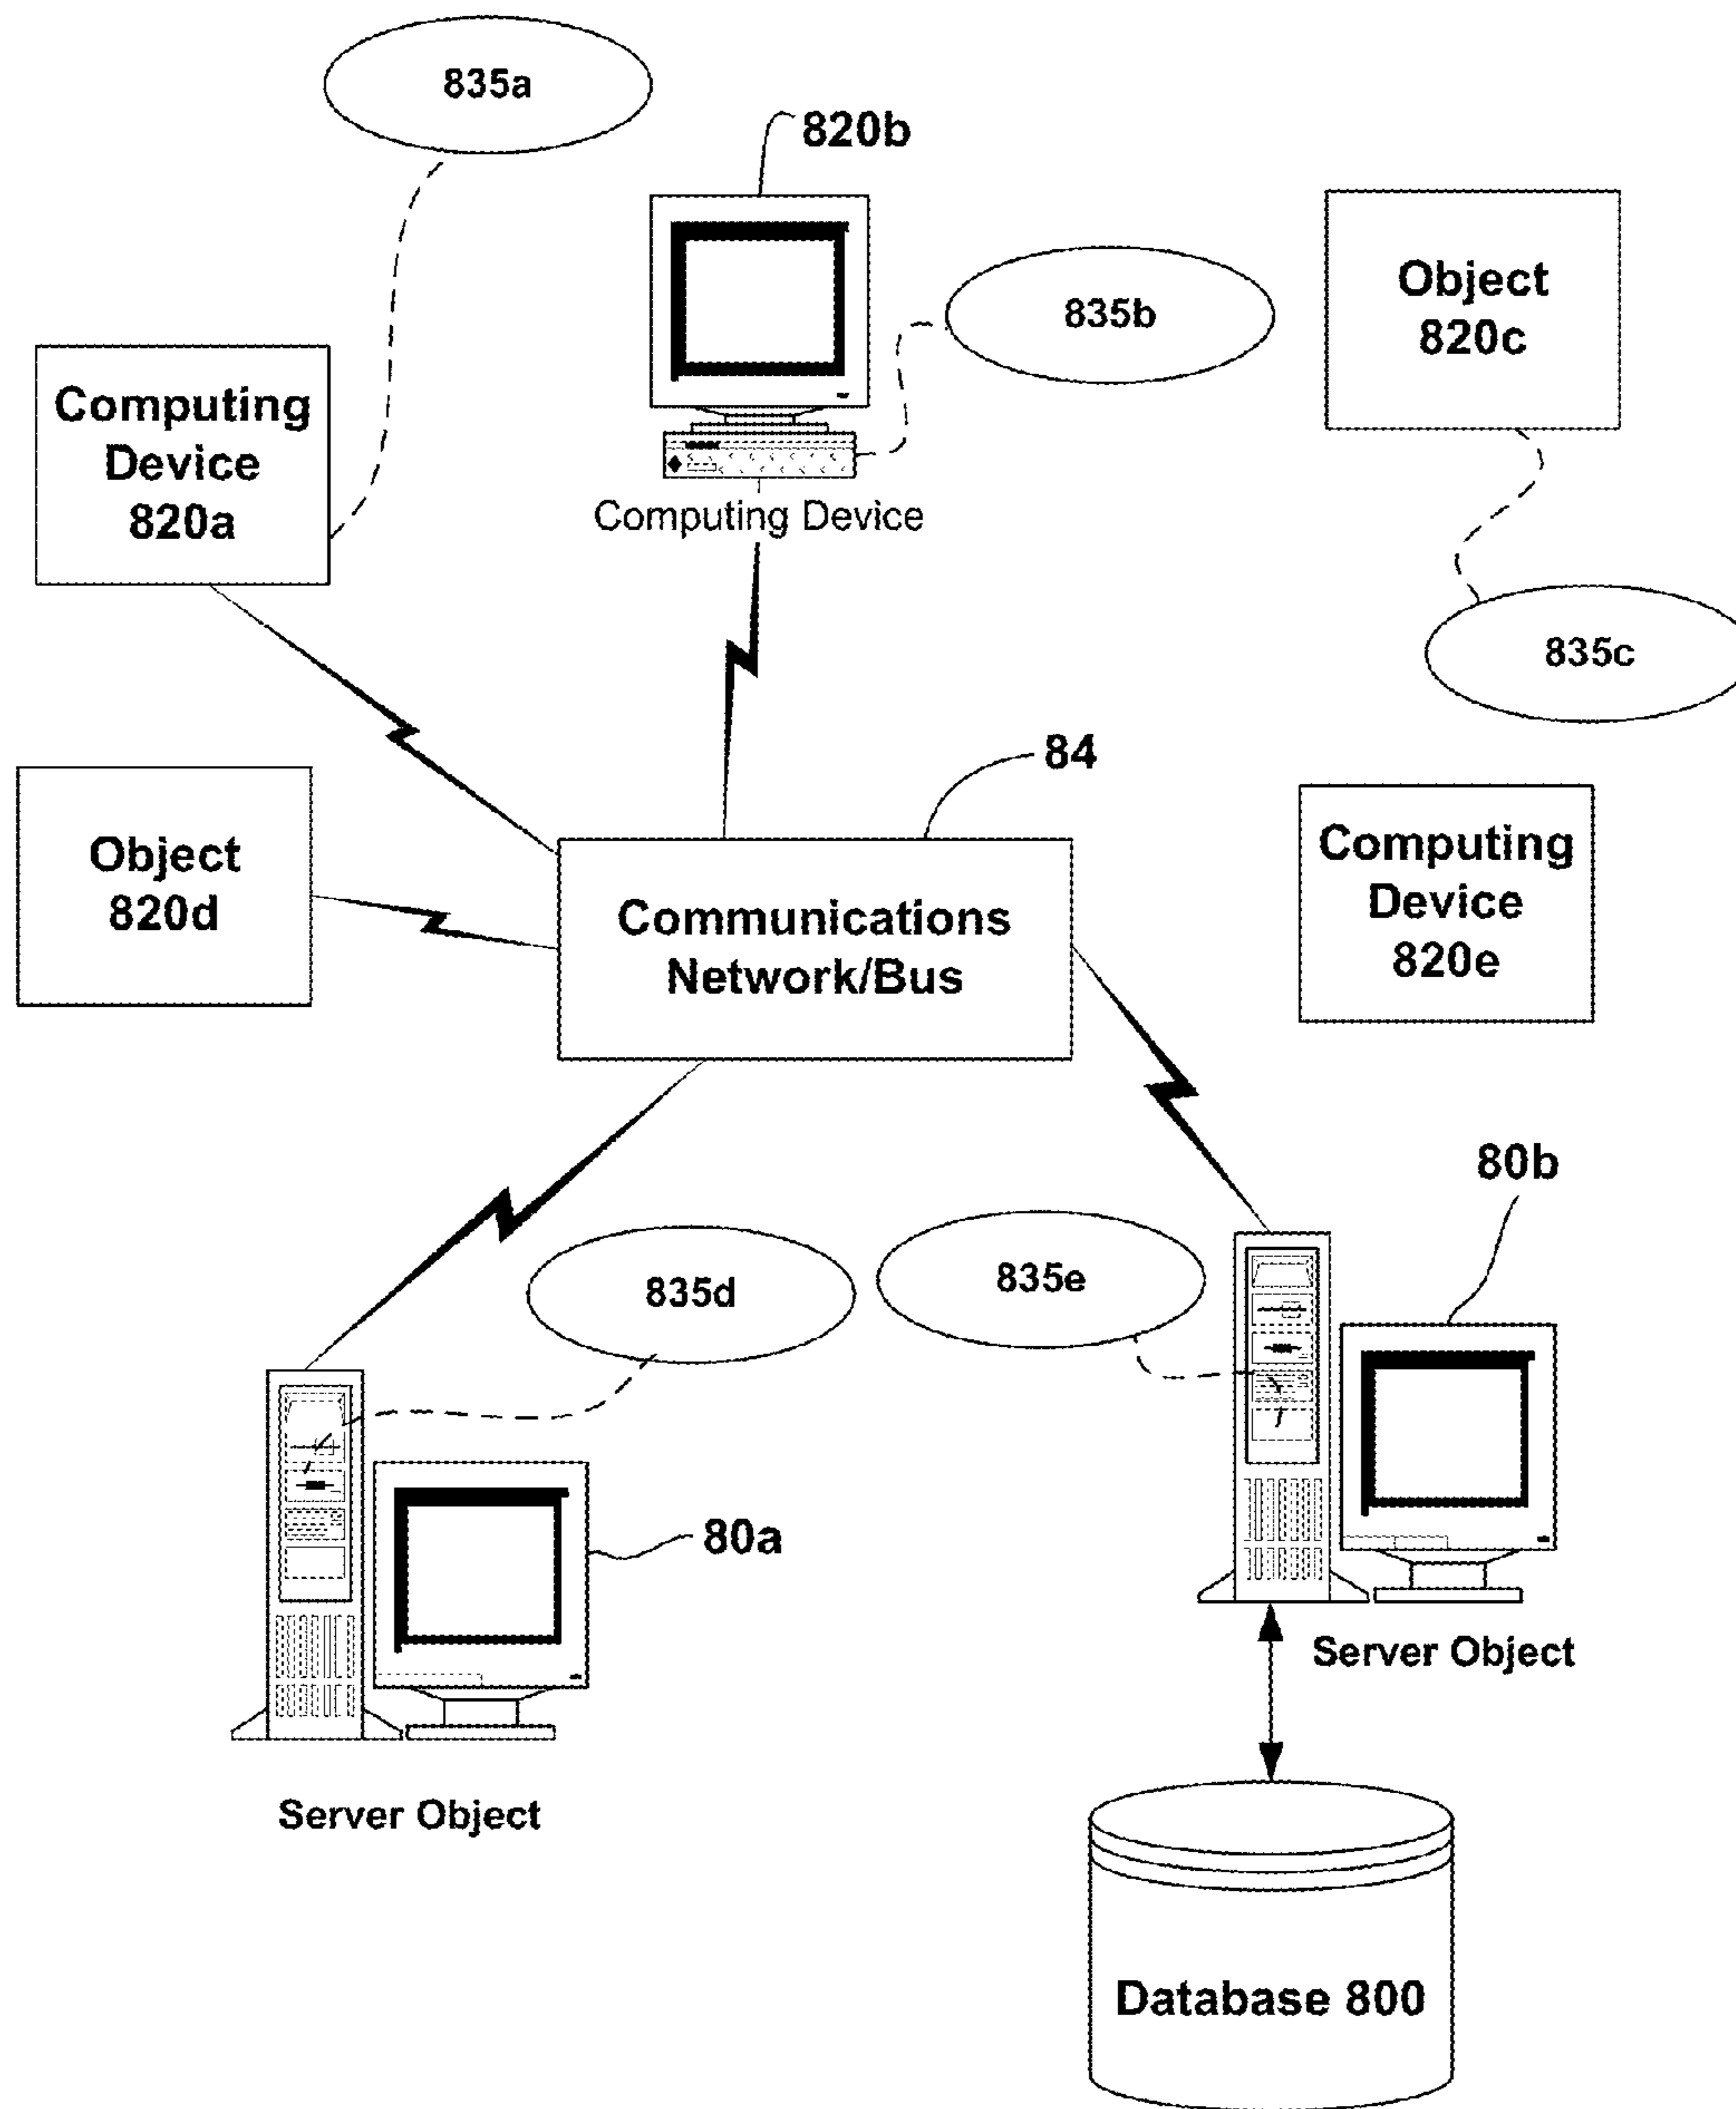 835a
820b
835b
Object
820c
Computing
Device
820a
Computing Device
835c
84
Object
820d
Communications
Network/Bus
Computing
Device
820e
80b
835d
835e
80a
Server Object
Server Object
Database 800